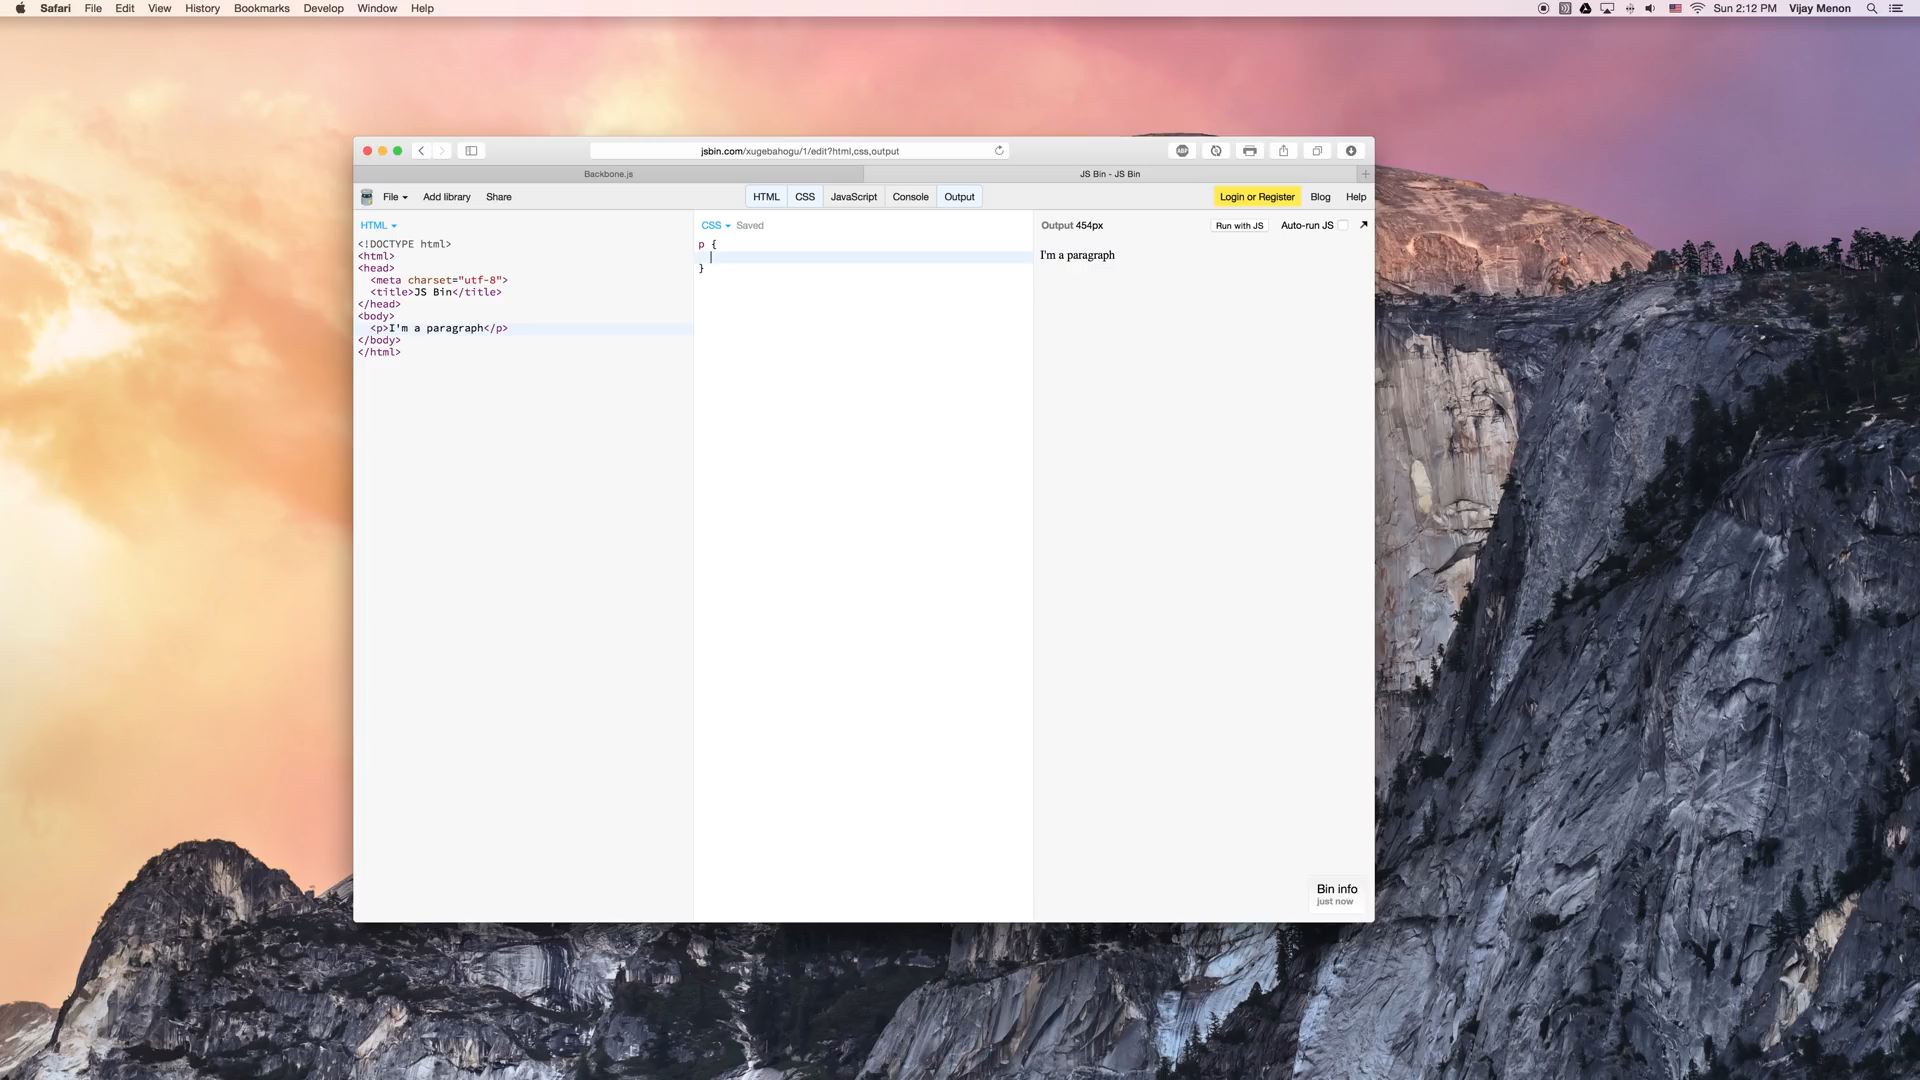 Safari File Edit View History Bookmarks Develop Window Help Sun 2:12 PM Vijay Menon
jsbin.com/xugebahogu/1/edit?html,css,output
ABP
Backbone.js JS Bin - JS Bin
File Add library Share HTML CSS JavaScript Console Output Login or Register Blog Help
HTML
<!DOCTYPE html>
<html>
<head>
<meta charset="utf-8">
<title>JS Bin</title>
</head>
<body>
<p>I'm a paragraph</p>
</body>
</html>
CSS Saved
p {
}
Output 454px Run with JS Auto-run JS
I'm a paragraph
Bin info
just now